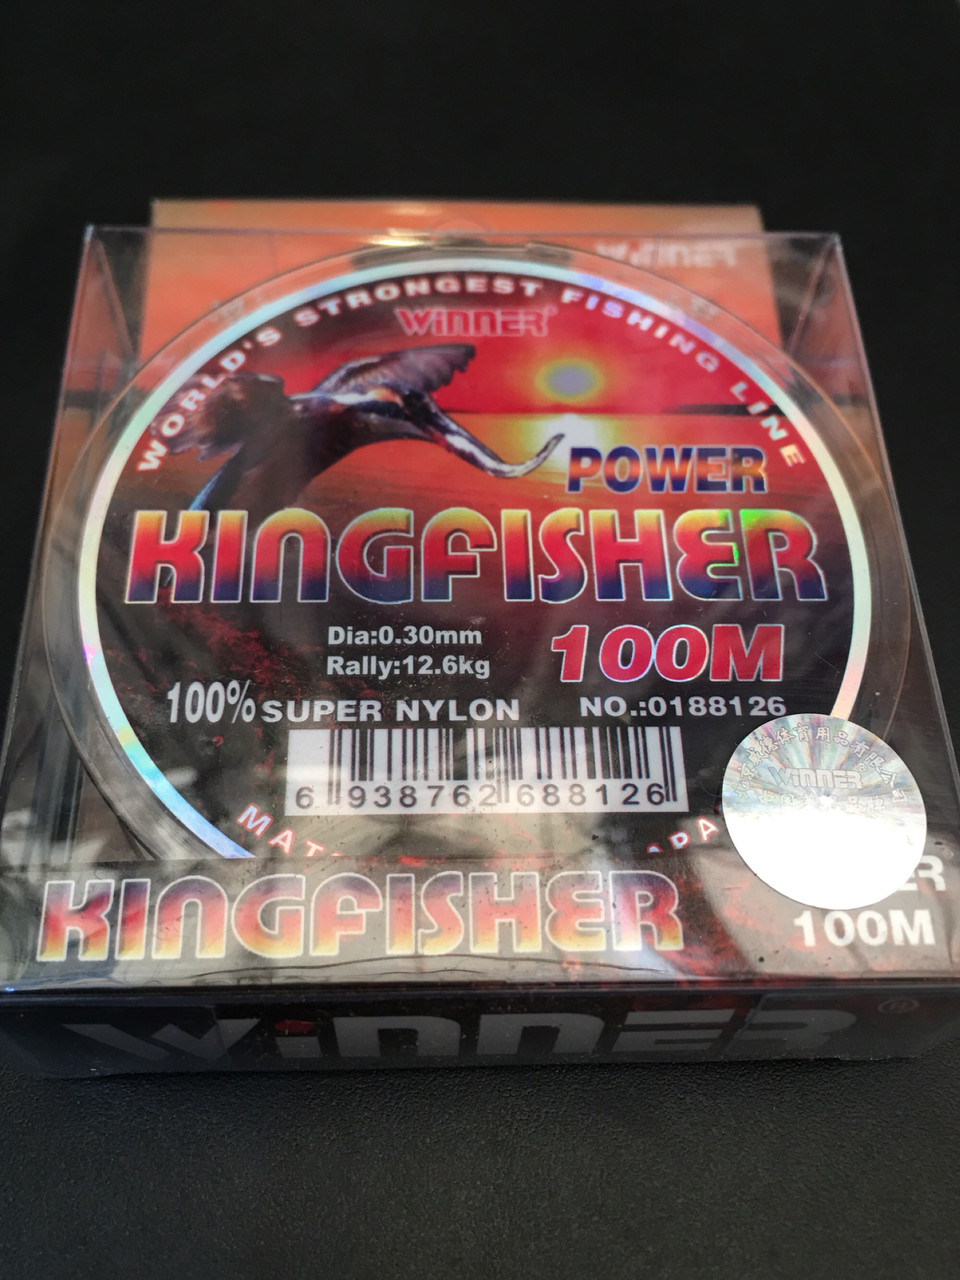 WINNER
WORLD'S STRONGEST FISHING LINE
WINNER®
POWER
KINGFISHER
Dia:0.30mm
Rally:12.6kg
100M
100% SUPER NYLON
NO.:0188126
6 938762 688126
WINNER
KINGFISHER
100M
WINNER®